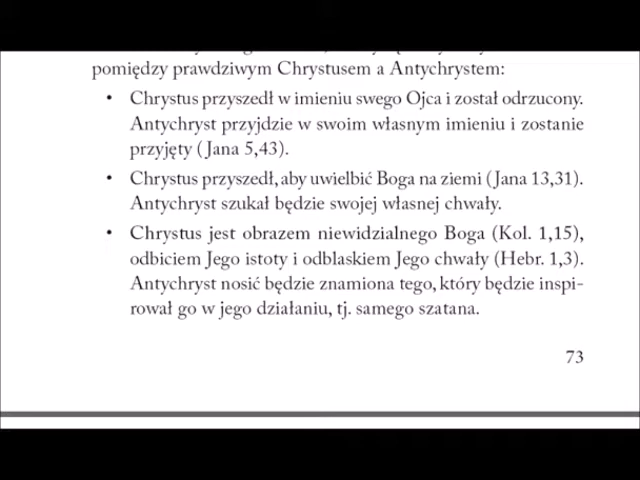 pomiędzy prawdziwym Chrystusem a Antychrystem:
• Chrystus przyszedł w imieniu swego Ojca i został odrzucony.
Antychryst przyjdzie w swoim własnym imieniu i zostanie
przyjęty (Jana 5,43).
• Chrystus przyszedł, aby uwielbić Boga na ziemi (Jana 13,31).
Antychryst szukał będzie swojej własnej chwały.
• Chrystus jest obrazem niewidzialnego Boga (Kol. 1,15),
odbiciem Jego istoty i odblaskiem Jego chwały (Hebr. 1,3).
Antychryst nosić będzie znamiona tego, który będzie inspi-
rował go w jego działaniu, tj. samego szatana.
73